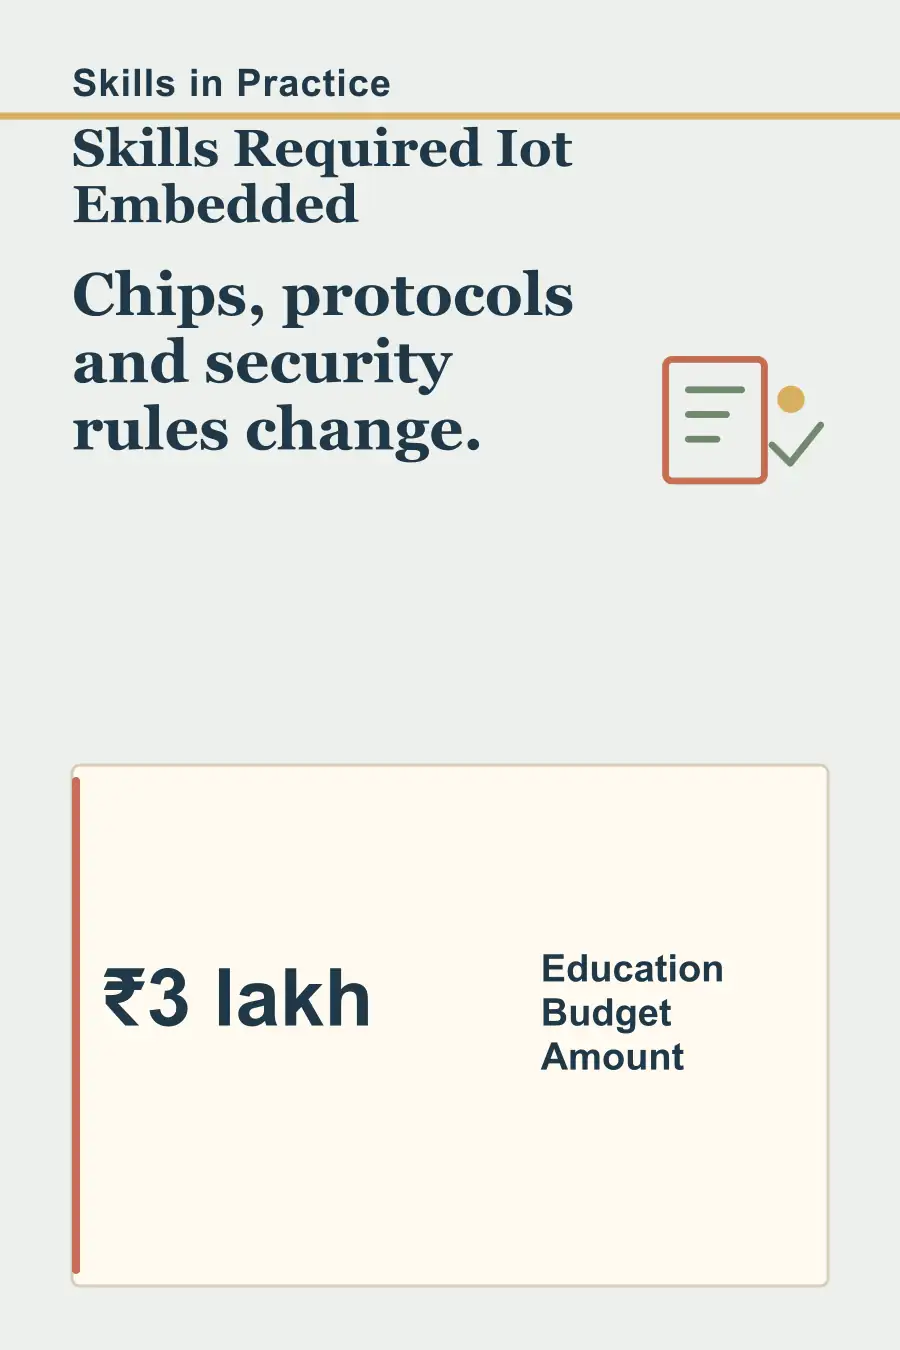 Skills in Practice
Skills Required Iot
Embedded
Chips, protocols
and security
rules change.
₹3 lakh
Education
Budget
Amount